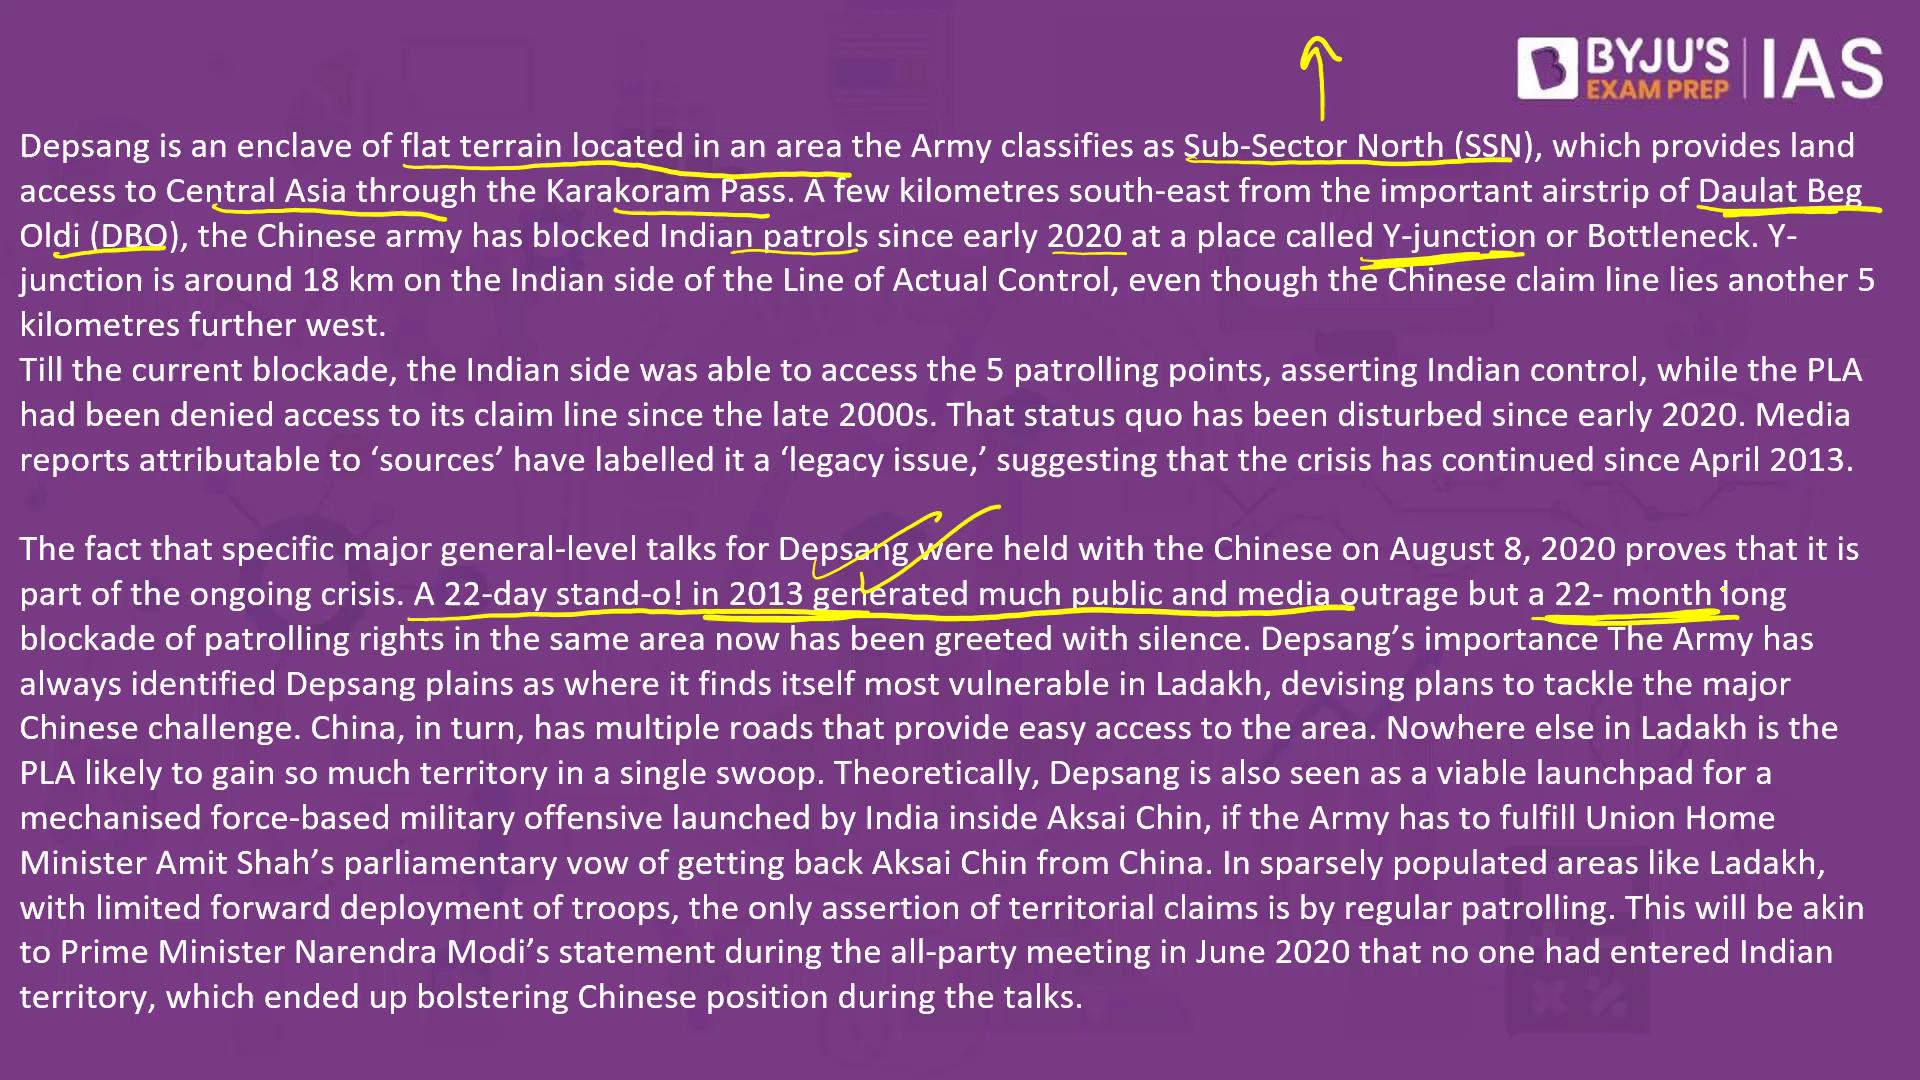 BYJU'S
EXAM PREP
IAS
Depsang is an enclave of flat terrain located in an area the Army classifies as Sub-Sector North (SSN), which provides land
access to Central Asia through the Karakoram Pass. A few kilometres south-east from the important airstrip of Daulat Beg
Oldi (DBO), the Chinese army has blocked Indian patrols since early 2020 at a place called Y-junction or Bottleneck. Y-
junction is around 18 km on the Indian side of the Line of Actual Control, even though the Chinese claim line lies another 5
kilometres further west.
Till the current blockade, the Indian side was able to access the 5 patrolling points, asserting Indian control, while the PLA
had been denied access to its claim line since the late 2000s. That status quo has been disturbed since early 2020. Media
reports attributable to ‘sources’ have labelled it a ‘legacy issue,’ suggesting that the crisis has continued since April 2013.
The fact that specific major general-level talks for Depsang were held with the Chinese on August 8, 2020 proves that it is
part of the ongoing crisis. A 22-day stand-o! in 2013 generated much public and media outrage but a 22- month long
blockade of patrolling rights in the same area now has been greeted with silence. Depsang’s importance The Army has
always identified Depsang plains as where it finds itself most vulnerable in Ladakh, devising plans to tackle the major
Chinese challenge. China, in turn, has multiple roads that provide easy access to the area. Nowhere else in Ladakh is the
PLA likely to gain so much territory in a single swoop. Theoretically, Depsang is also seen as a viable launchpad for a
mechanised force-based military offensive launched by India inside Aksai Chin, if the Army has to fulfill Union Home
Minister Amit Shah’s parliamentary vow of getting back Aksai Chin from China. In sparsely populated areas like Ladakh,
with limited forward deployment of troops, the only assertion of territorial claims is by regular patrolling. This will be akin
to Prime Minister Narendra Modi’s statement during the all-party meeting in June 2020 that no one had entered Indian
territory, which ended up bolstering Chinese position during the talks.